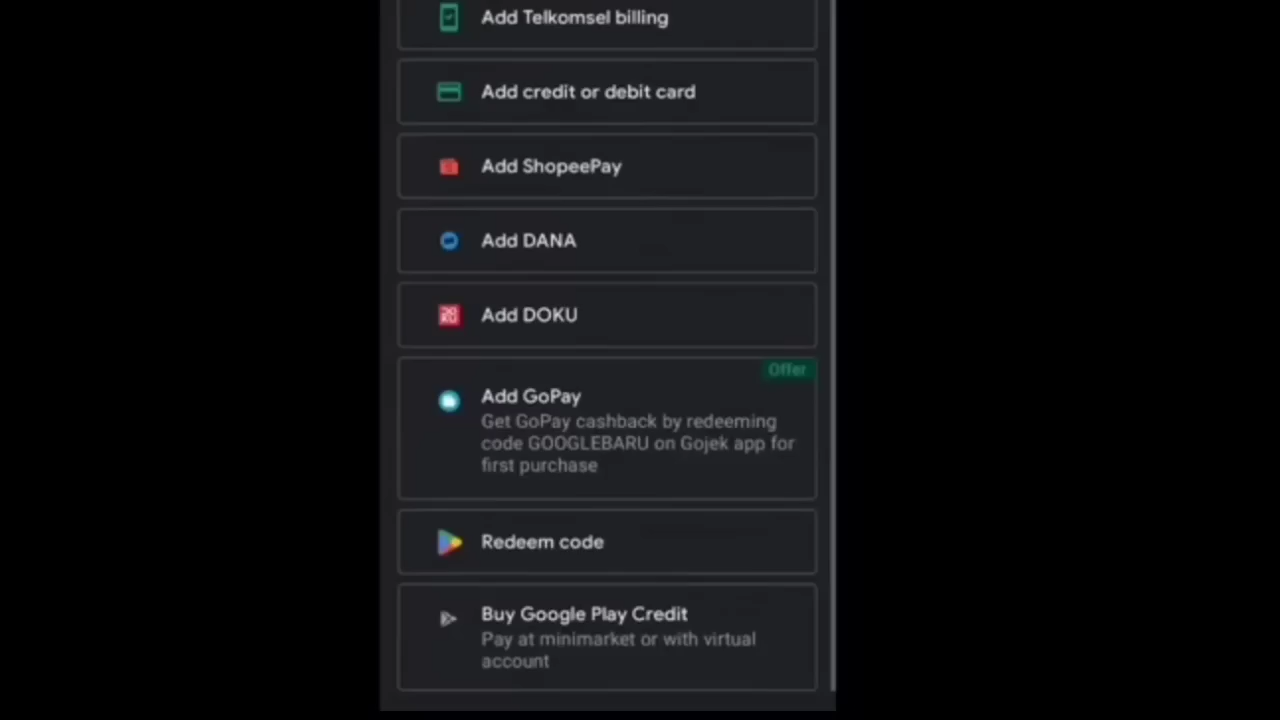 Add Telkomsel billing
Add credit or debit card
Add ShopeePay
Add DANA
Add DOKU
Offer
Add GoPay
Get GoPay cashback by redeeming
code GOOGLEBARU on Gojek app for
first purchase
Redeem code
Buy Google Play Credit
Pay at minimarket or with virtual
account